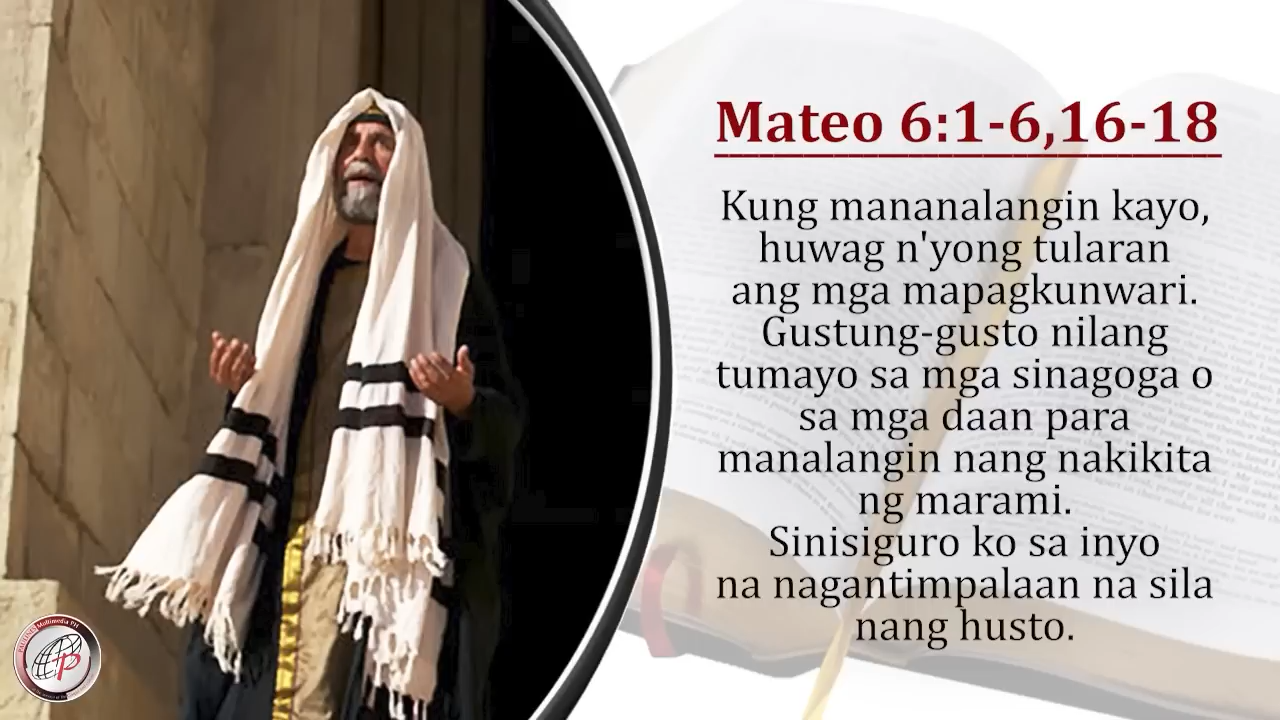 Mateo 6:1-6,16-18
Kung mananalangin kayo,
huwag n'yong tularan
ang mga mapagkunwari.
Gustung-gusto nilang
tumayo sa mga sinagoga o
sa mga daan para
manalangin nang nakikita
ng marami.
Sinisiguro ko sa inyo
na nagantimpalaan na sila
nang husto.